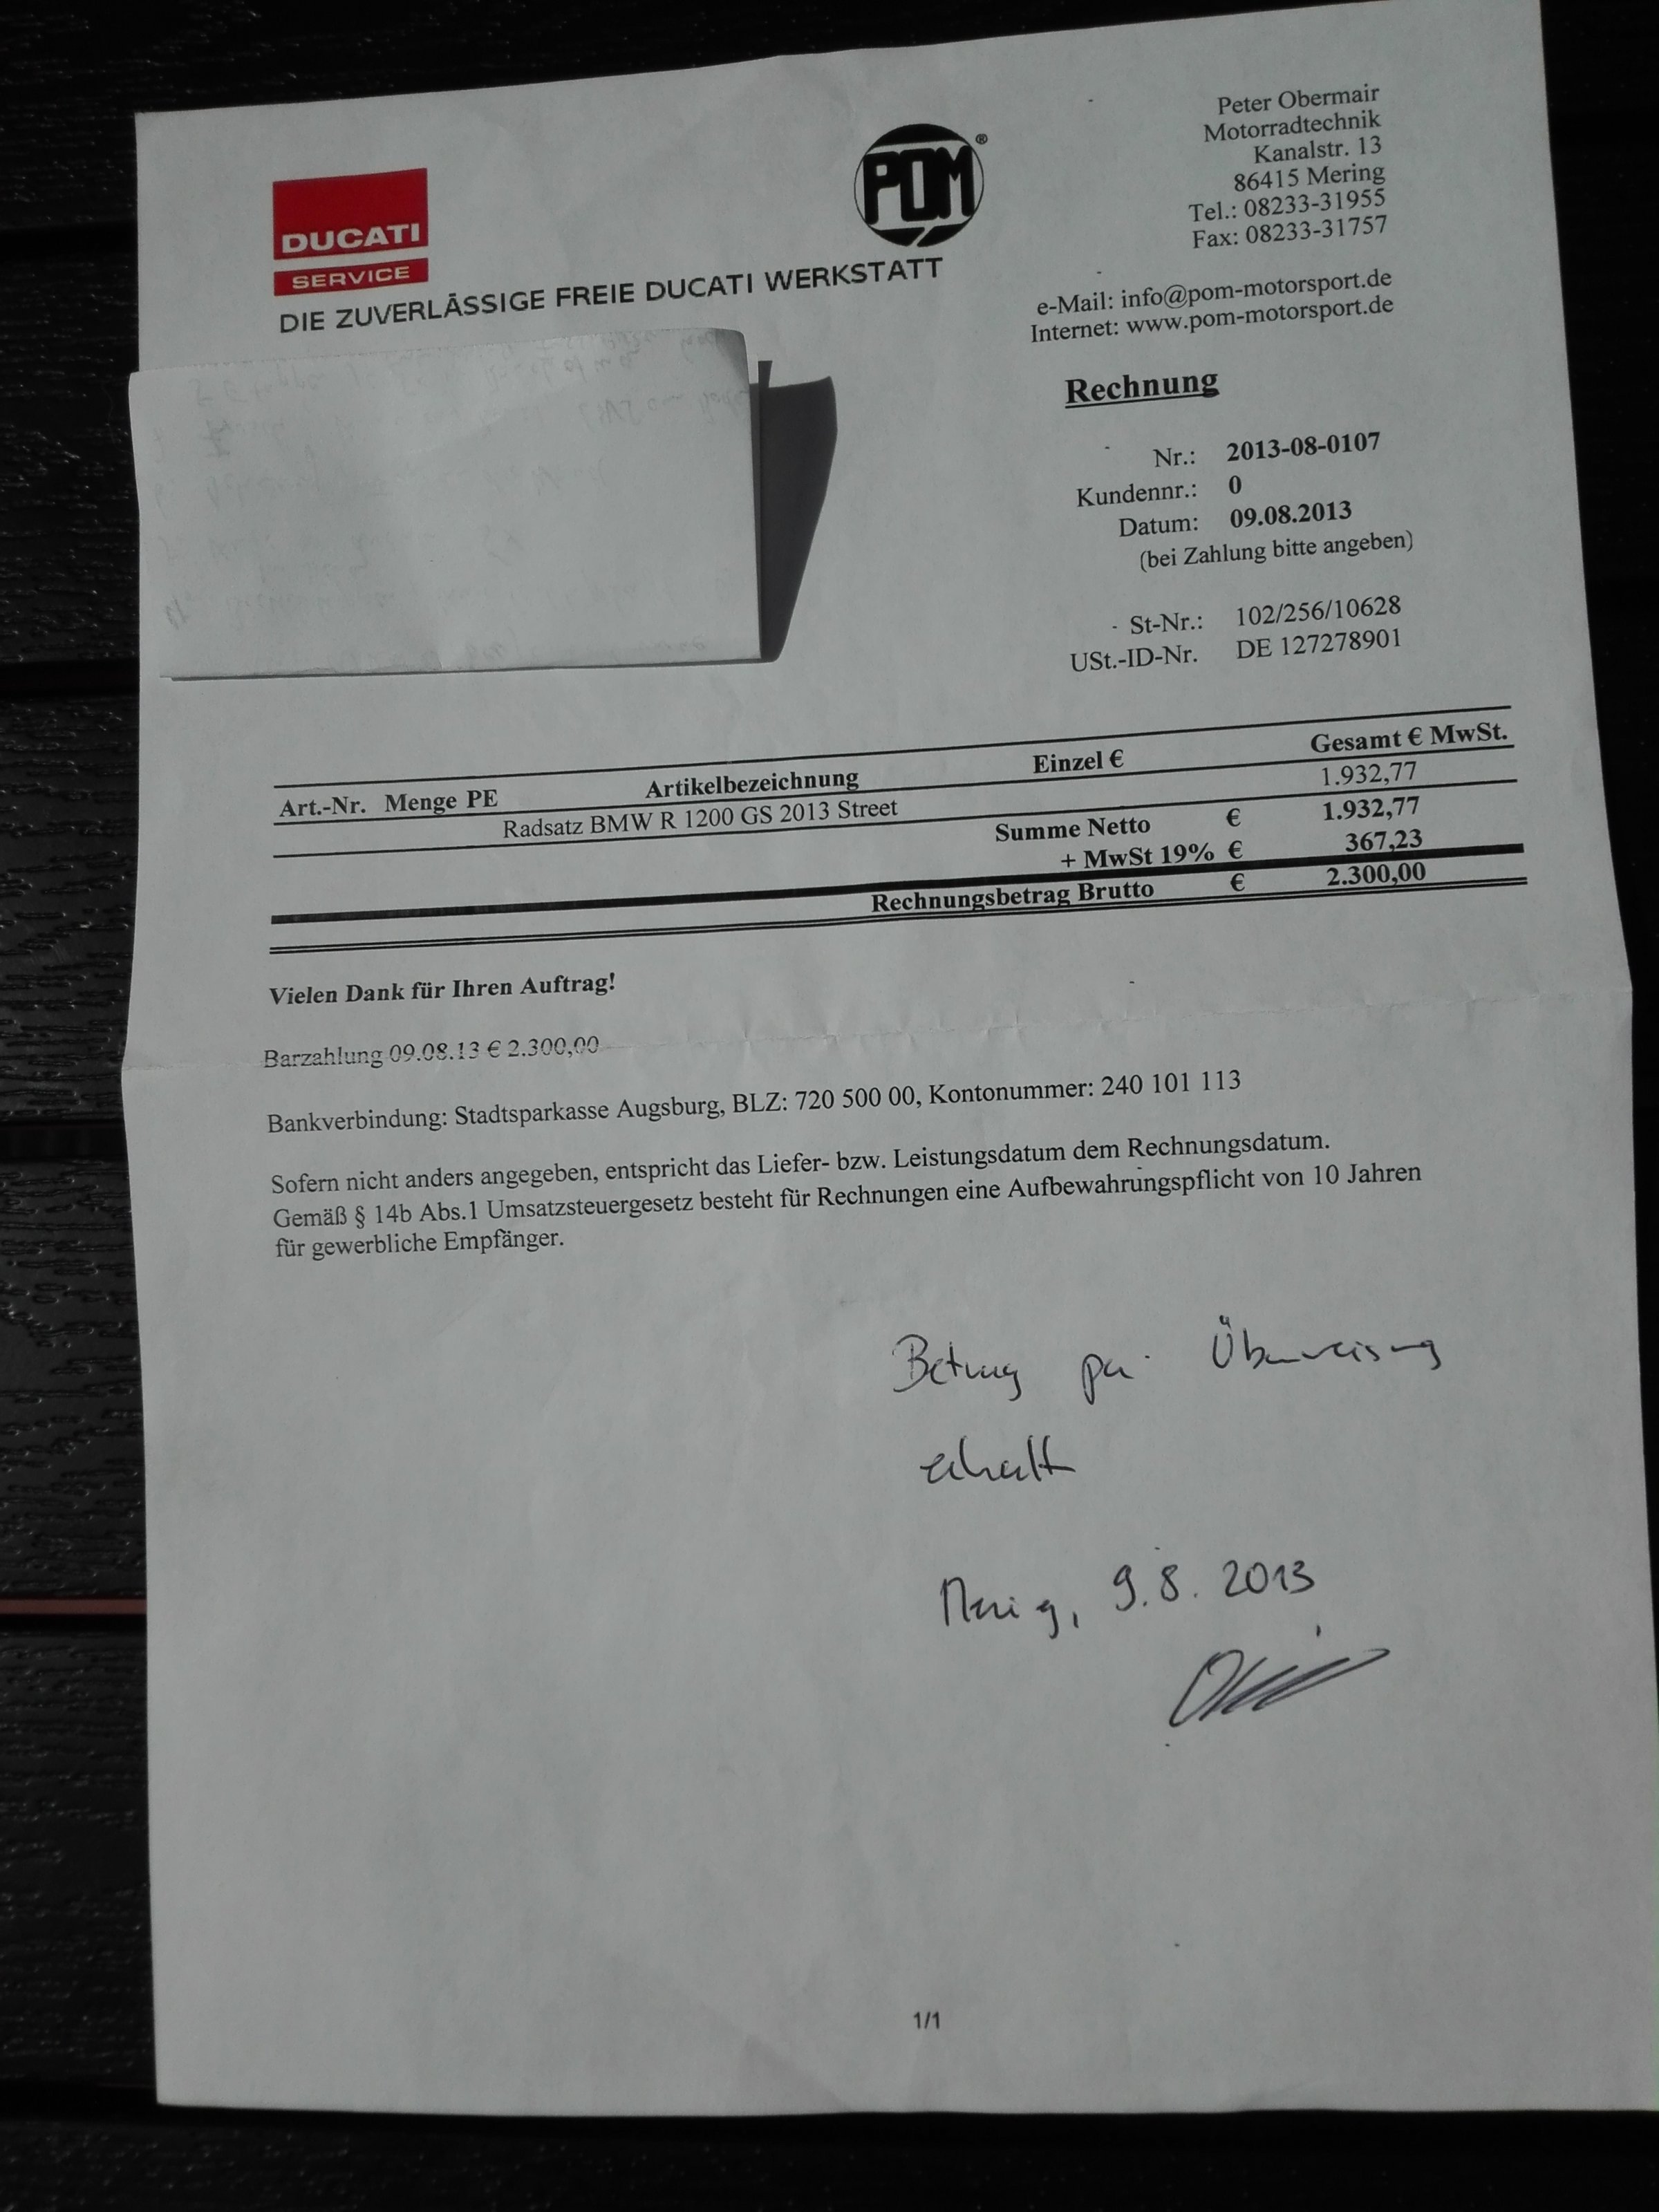 Peter Obermair
Motorradtechnik
Kanalstr. 13
86415 Mering
Tel.: 08233-31955
Fax: 08233-31757
POM®
DUCATI
SERVICE
DIE ZUVERLÄSSIGE FREIE DUCATI WERKSTATT
e-Mail: info@pom-motorsport.de
Internet: www.pom-motorsport.de
Rechnung
Nr.: 2013-08-0107
Kundennr.: 0
Datum: 09.08.2013
(bei Zahlung bitte angeben)
St-Nr.: 102/256/10628
USt.-ID-Nr. DE 127278901
Art.-Nr. Menge PE Artikelbezeichnung Einzel € Gesamt € MwSt.
Radsatz BMW R 1200 GS 2013 Street 1.932,77
Summe Netto € 1.932,77
+ MwSt 19% € 367,23
Rechnungsbetrag Brutto € 2.300,00
Vielen Dank für Ihren Auftrag!
Barzahlung 09.08.13 € 2.300,00
Bankverbindung: Stadtsparkasse Augsburg, BLZ: 720 500 00, Kontonummer: 240 101 113
Sofern nicht anders angegeben, entspricht das Liefer- bzw. Leistungsdatum dem Rechnungsdatum.
Gemäß § 14b Abs.1 Umsatzsteuergesetz besteht für Rechnungen eine Aufbewahrungspflicht von 10 Jahren
für gewerbliche Empfänger.
Betrag per Überweisung
erhalt
Mering, 9.8.2013
1/1